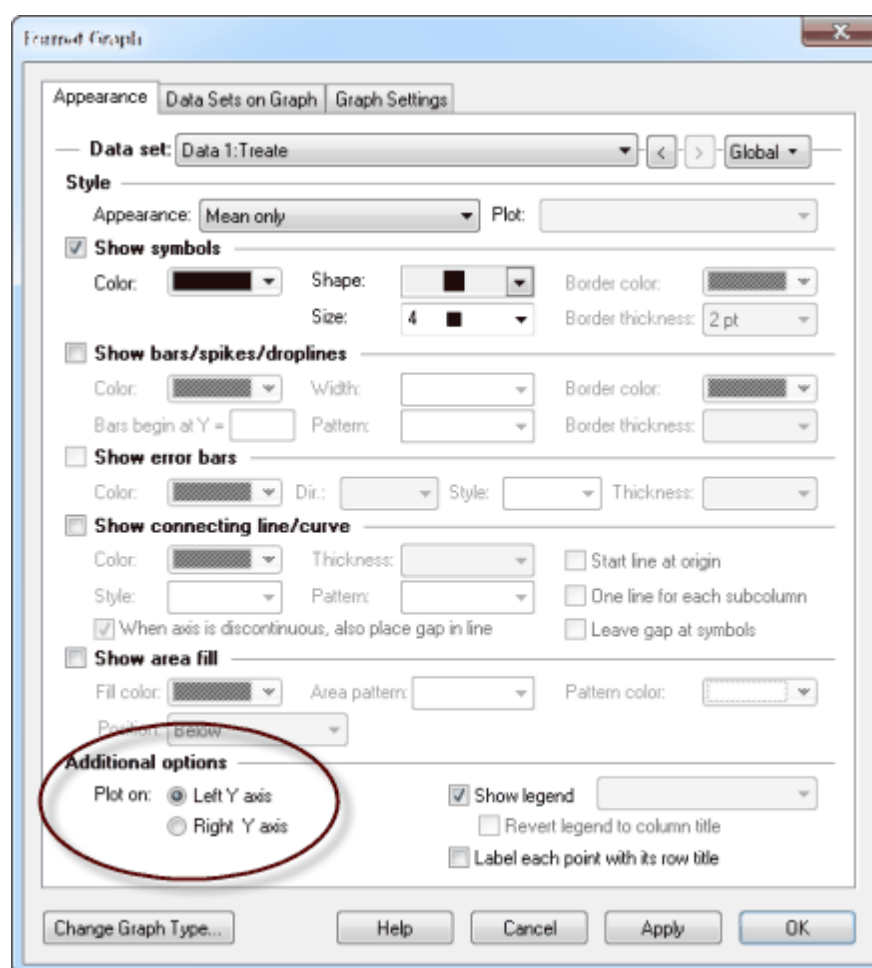 Format Graph
Appearance Data Sets on Graph Graph Settings
Data set: Data 1:Treate < > Global
Style
Appearance: Mean only Plot:
Show symbols
Color: Shape: Border color:
Size: 4 Border thickness: 2 pt
Show bars/spikes/droplines
Color: Width: Border color:
Bars begin at Y = Pattern: Border thickness:
Show error bars
Color: Dir.: Style: Thickness:
Show connecting line/curve
Color: Thickness: Start line at origin
Style: Pattern: One line for each subcolumn
When axis is discontinuous, also place gap in line Leave gap at symbols
Show area fill
Fill color: Area pattern: Pattern color:
Position: Below
Additional options
Plot on: Left Y axis Show legend
Right Y axis Revert legend to column title
Label each point with its row title
Change Graph Type... Help Cancel Apply OK